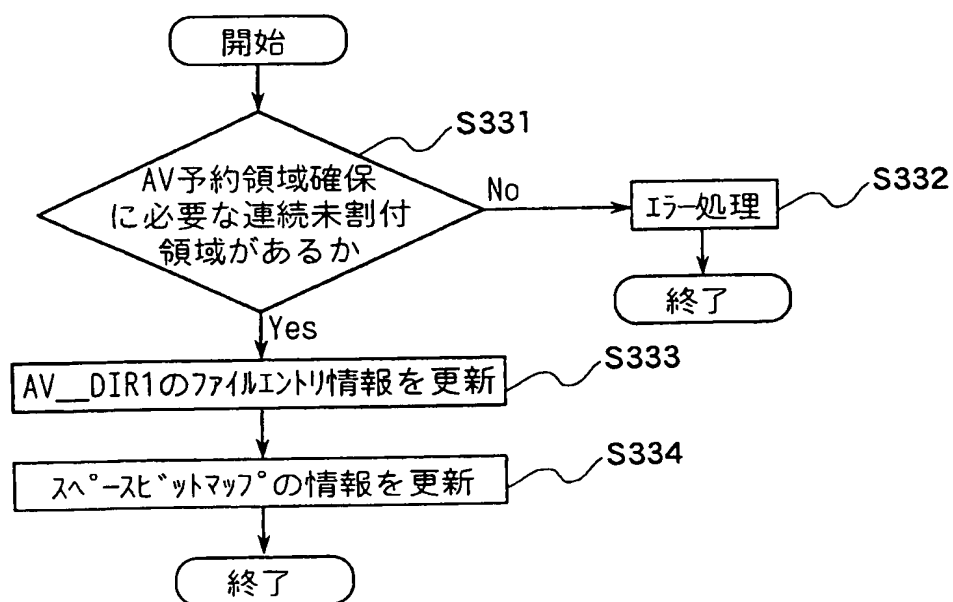 開始
S331
AV予約領域確保
に必要な連続未割付
領域があるか
No
S332
ｴﾗｰ処理
終了
Yes
S333
AV__DIR1のﾌｧｲﾙｴﾝﾄﾘ情報を更新
S334
ｽﾍﾟｰｽﾋﾞｯﾄﾏｯﾌﾟの情報を更新
終了